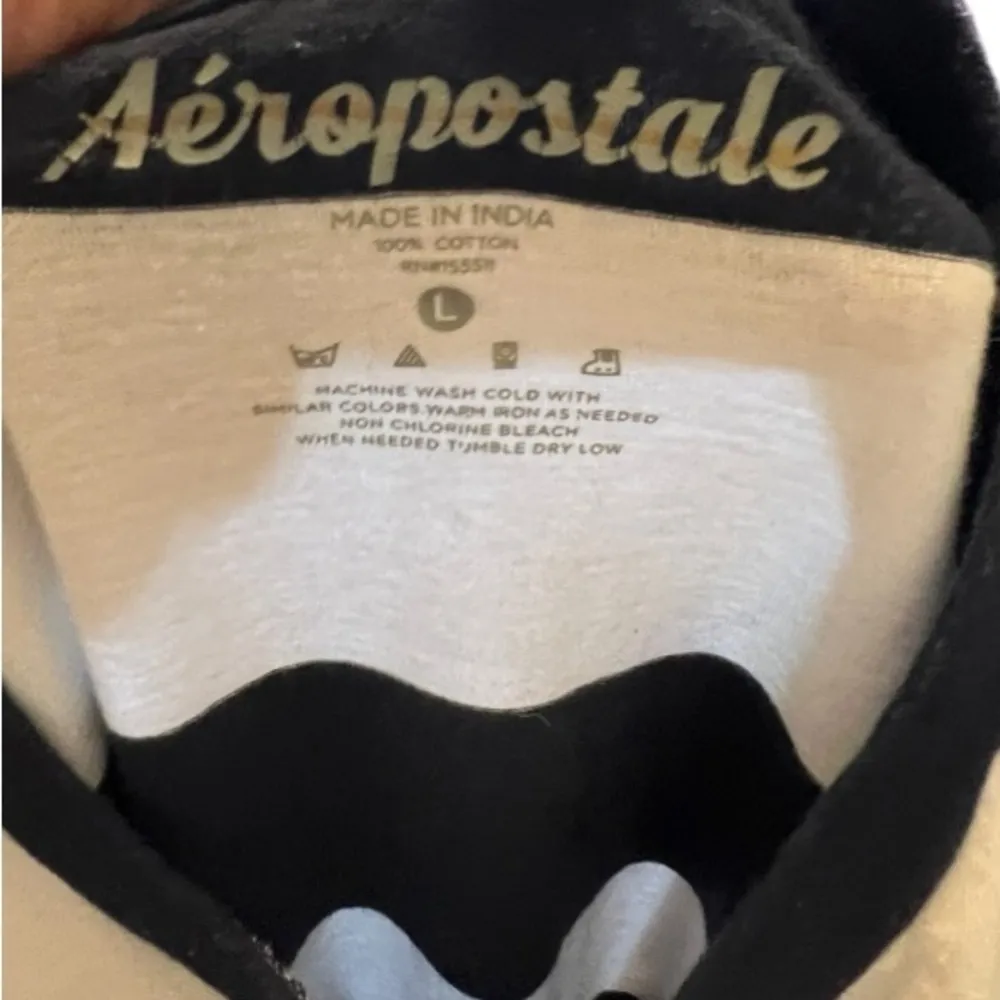 Aéropostale
MADE IN INDIA
100% COTTON
L
MACHINE WASH COLD WITH
SIMILAR COLORS.WARM IRON AS NEEDED
NON CHLORINE BLEACH
WHEN NEEDED TUMBLE DRY LOW